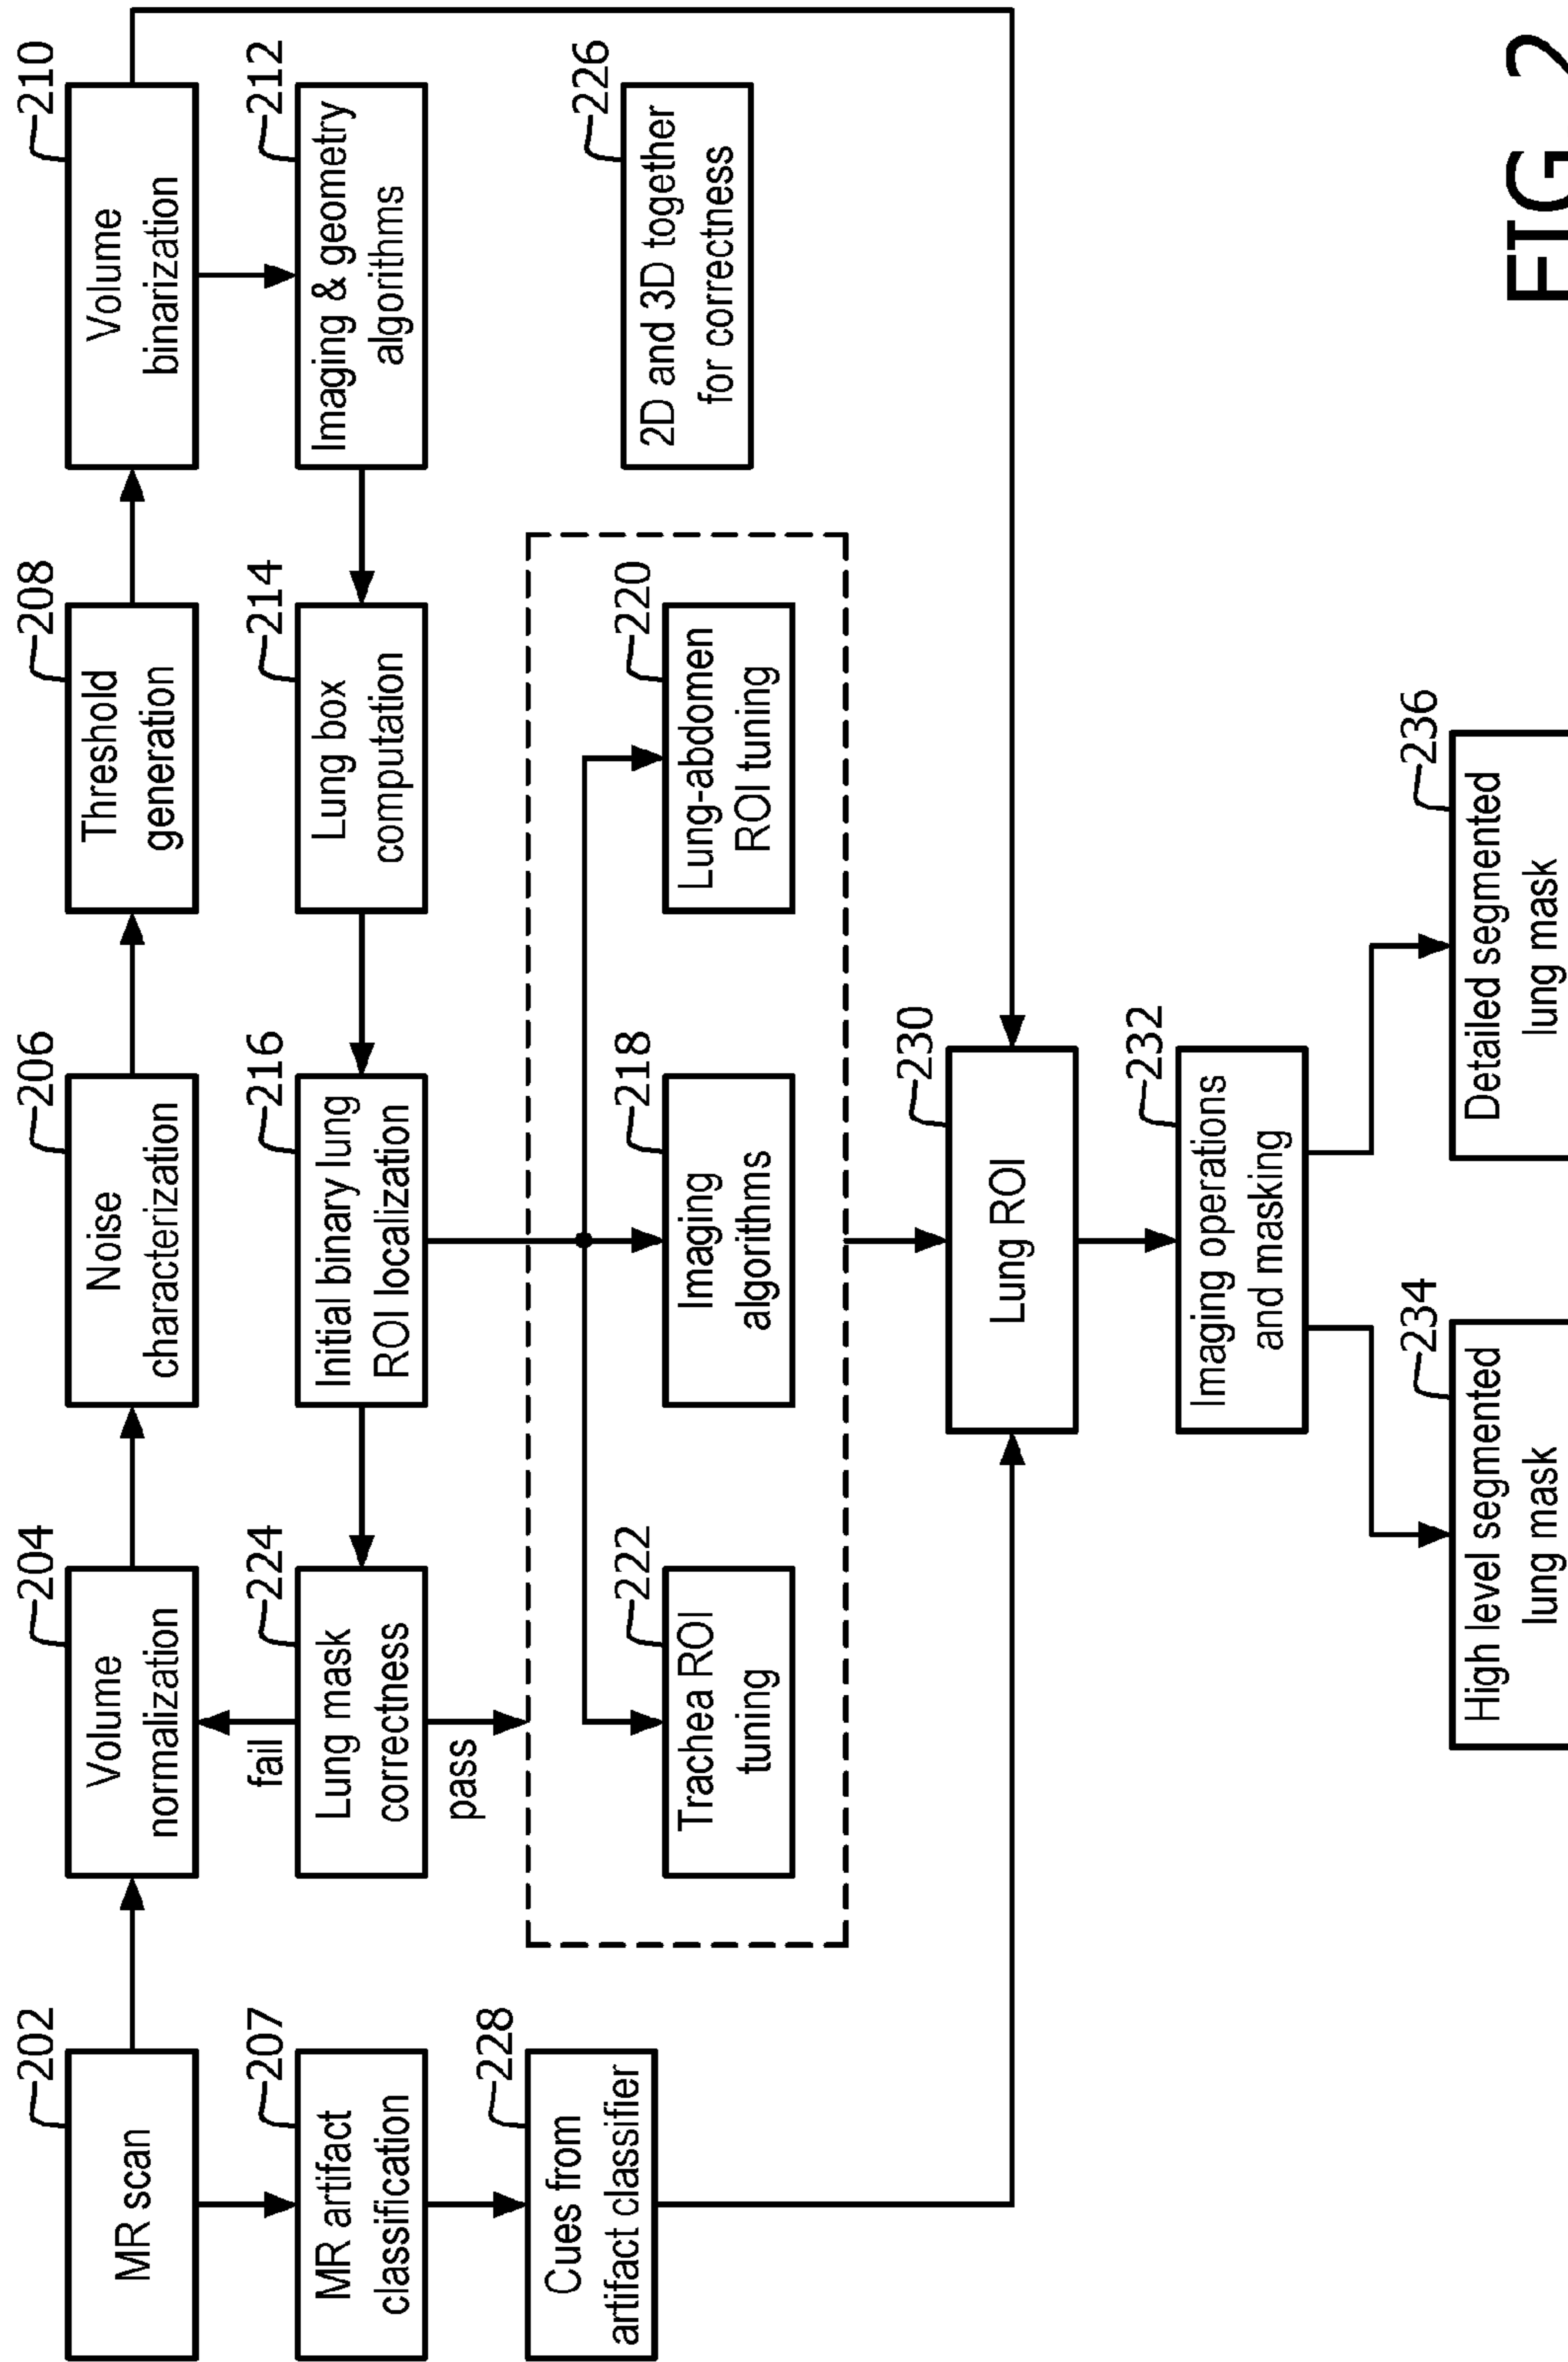 202
MR scan
204
Volume
normalization
206
Noise
characterization
208
Threshold
generation
210
Volume
binarization
207
MR artifact
classification
fail
224
Lung mask
correctness
pass
216
Initial binary lung
ROI localization
214
Lung box
computation
212
Imaging & geometry
algorithms
228
Cues from
artifact classifier
222
Trachea ROI
tuning
218
Imaging
algorithms
220
Lung-abdomen
ROI tuning
226
2D and 3D together
for correctness
230
Lung ROI
232
Imaging operations
and masking
234
High level segmented
lung mask
236
Detailed segmented
lung mask
FIG 2